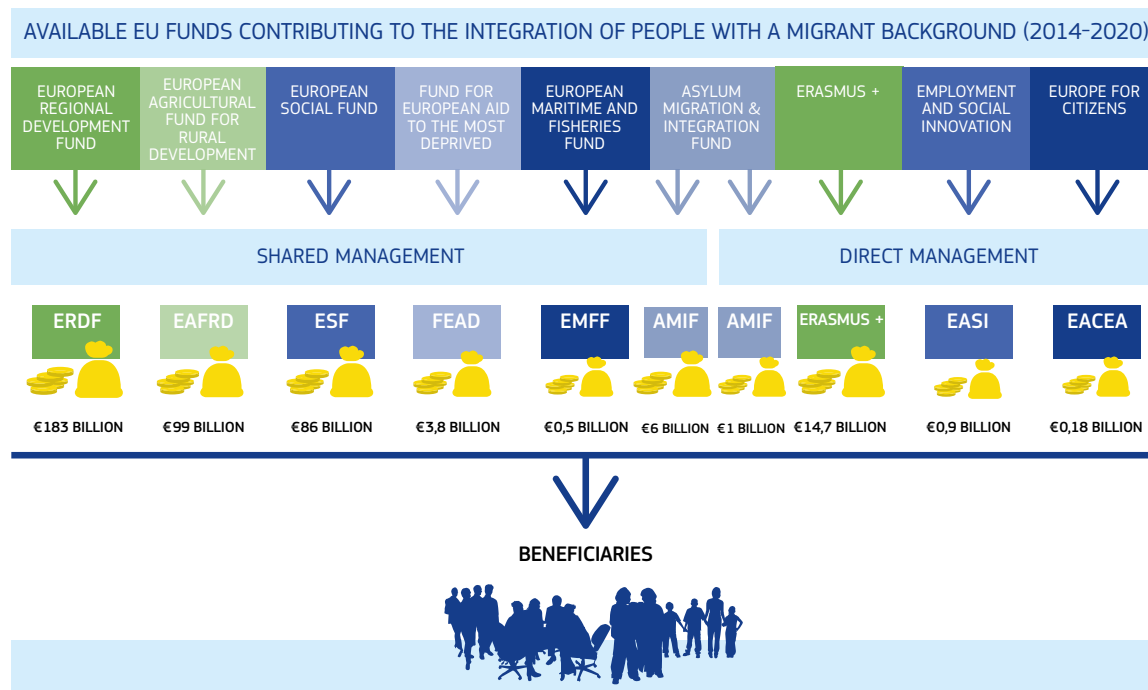 AVAILABLE EU FUNDS CONTRIBUTING TO THE INTEGRATION OF PEOPLE WITH A MIGRANT BACKGROUND (2014-2020)
EUROPEAN
REGIONAL
DEVELOPMENT
FUND
EUROPEAN
AGRICULTURAL
FUND FOR
RURAL
DEVELOPMENT
EUROPEAN
SOCIAL FUND
FUND FOR
EUROPEAN AID
TO THE MOST
DEPRIVED
EUROPEAN
MARITIME AND
FISHERIES
FUND
ASYLUM
MIGRATION &
INTEGRATION
FUND
ERASMUS +
EMPLOYMENT
AND SOCIAL
INNOVATION
EUROPE FOR
CITIZENS
SHARED MANAGEMENT
DIRECT MANAGEMENT
ERDF
EAFRD
ESF
FEAD
EMFF
AMIF
AMIF
ERASMUS +
EASI
EACEA
€183 BILLION
€99 BILLION
€86 BILLION
€3,8 BILLION
€0,5 BILLION
€6 BILLION
€1 BILLION
€14,7 BILLION
€0,9 BILLION
€0,18 BILLION
BENEFICIARIES